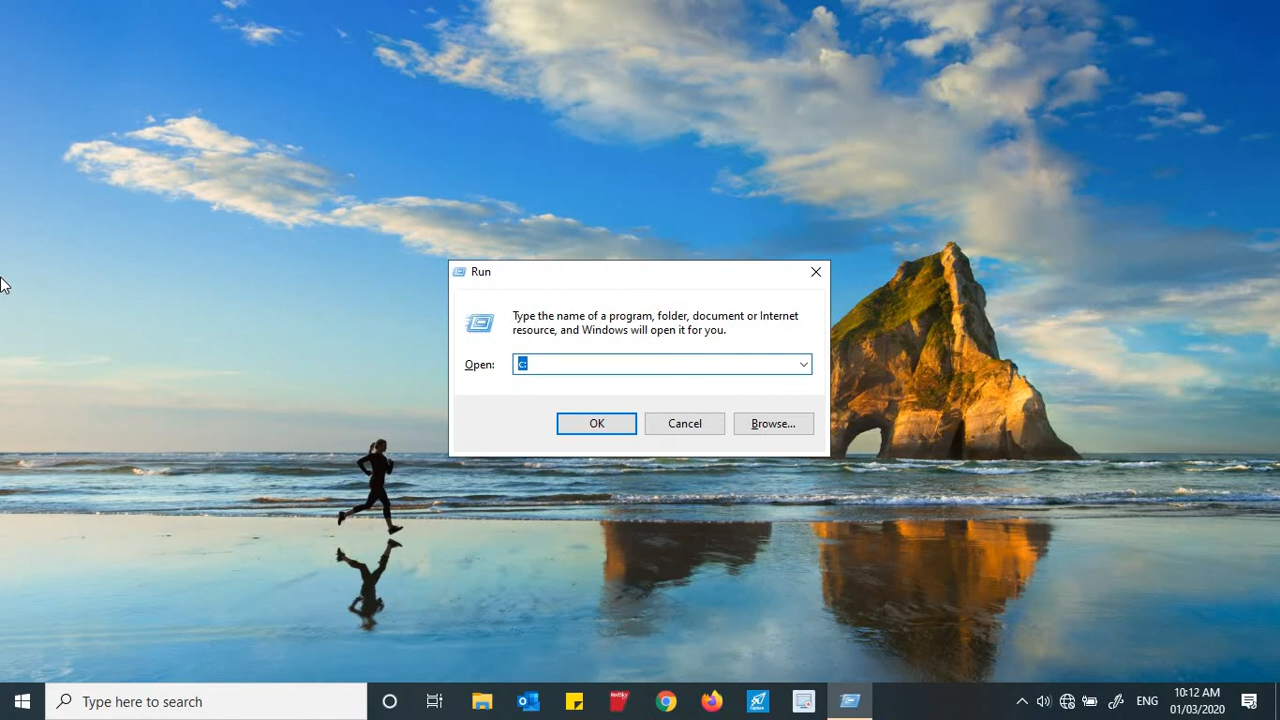 Run
Type the name of a program, folder, document or Internet
resource, and Windows will open it for you.
Open:
c:
OK
Cancel
Browse...
Type here to search
ENG
10:12 AM
01/03/2020